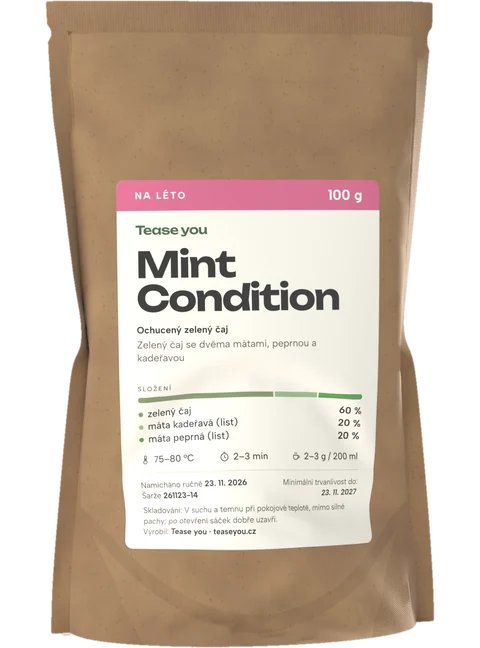 NA LÉTO
100 g
Tease you
Mint
Condition
Ochucený zelený čaj
Zelený čaj se dvěma mátami, peprnou a
kadeřavou
SLOŽENÍ
zelený čaj 60 %
máta kadeřavá (list) 20 %
máta peprná (list) 20 %
75–80 °C 2–3 min 2–3 g / 200 ml
Namícháno ručně 23. 11. 2026
Šarže 261123-14
Minimální trvanlivost do:
23. 11. 2027
Skladování: V suchu a temnu při pokojové teplotě, mimo silné
pachy; po otevření sáček dobře uzavři.
Vyrobil: Tease you · teaseyou.cz